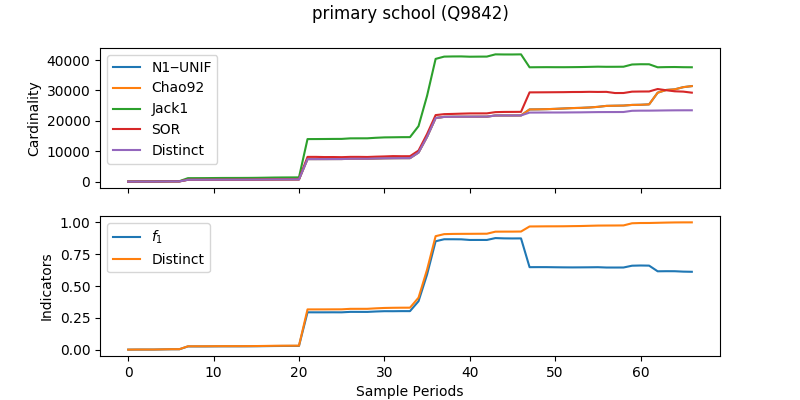 primary school (Q9842)
40000
30000
20000
10000
0
Cardinality
N1−UNIF
Chao92
Jack1
SOR
Distinct
1.00
0.75
0.50
0.25
0.00
Indicators
f1
Distinct
0 10 20 30 40 50 60
Sample Periods